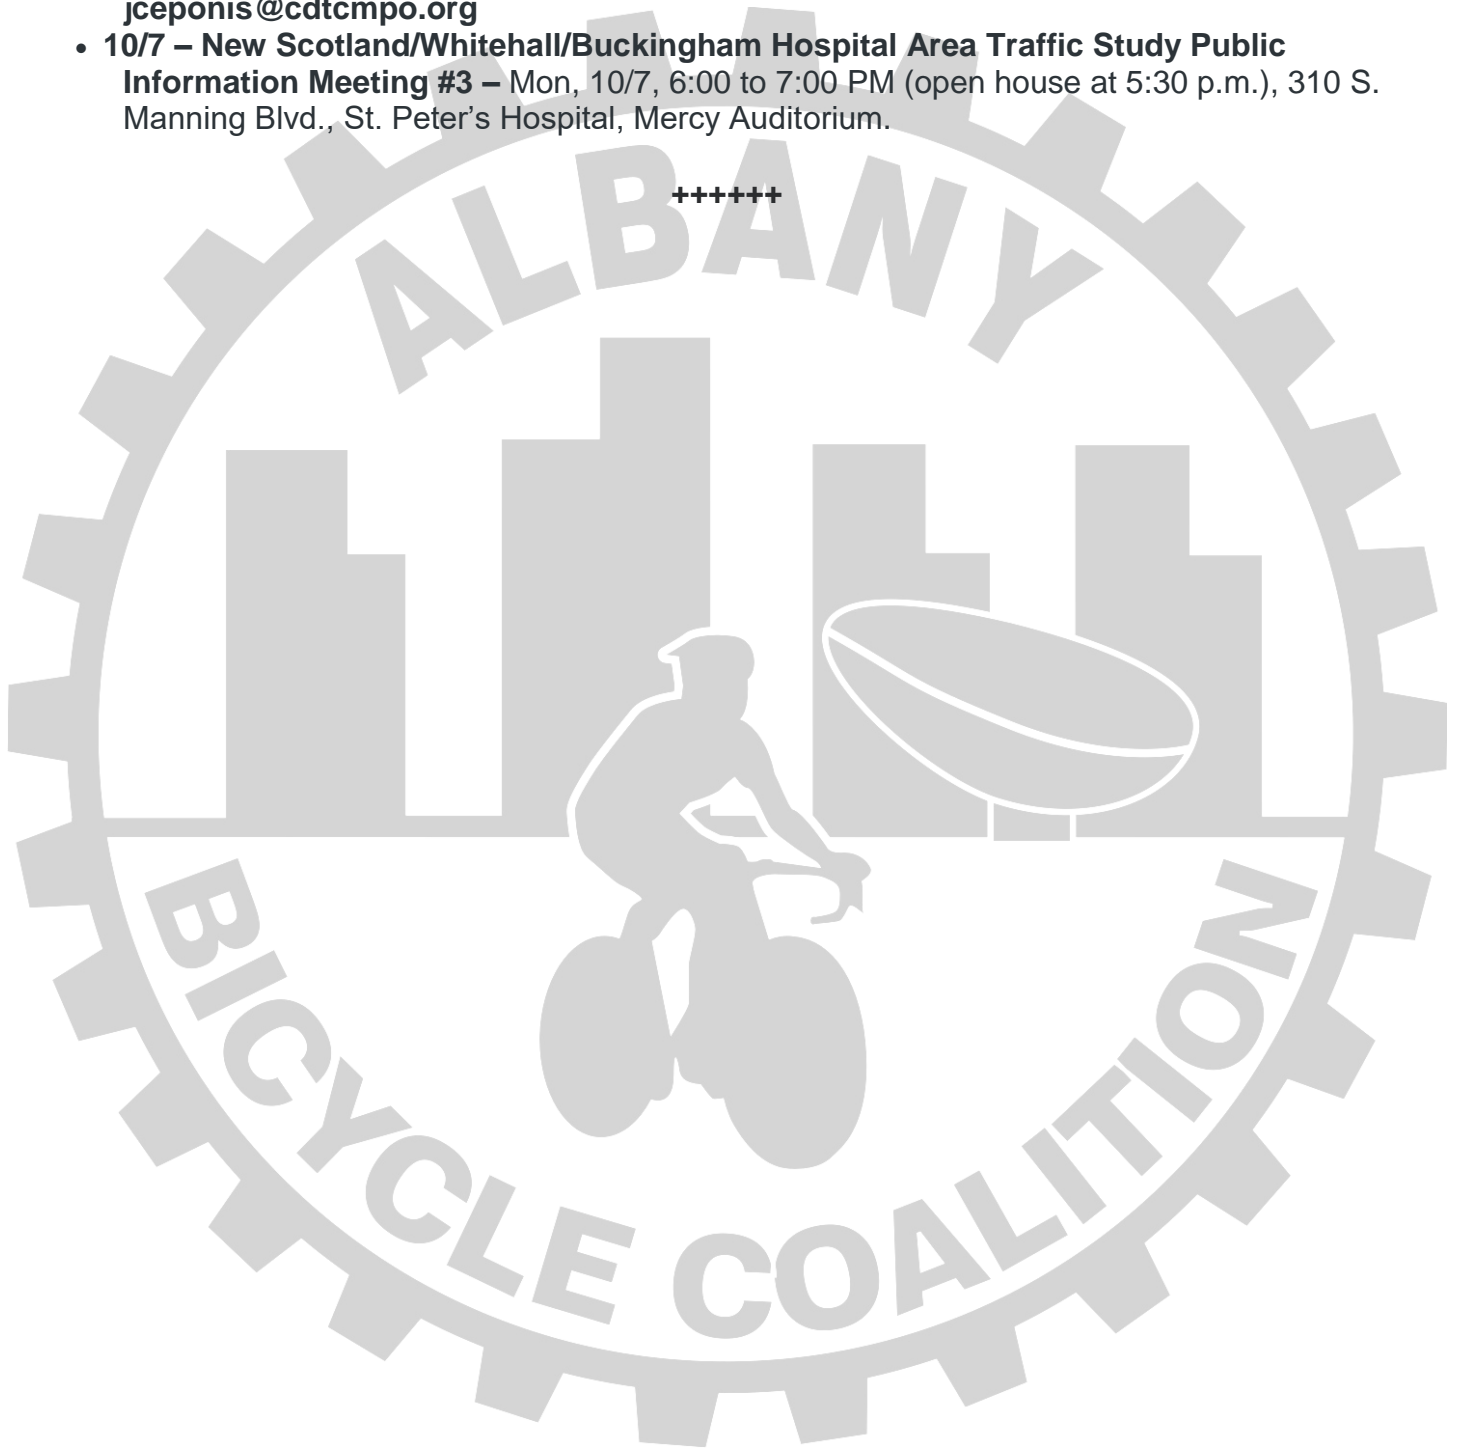 jceponis@cdtcmpo.org
• 10/7 – New Scotland/Whitehall/Buckingham Hospital Area Traffic Study Public
Information Meeting #3 – Mon, 10/7, 6:00 to 7:00 PM (open house at 5:30 p.m.), 310 S.
Manning Blvd., St. Peter’s Hospital, Mercy Auditorium.
++++++
ALBANY
BICYCLE COALITION